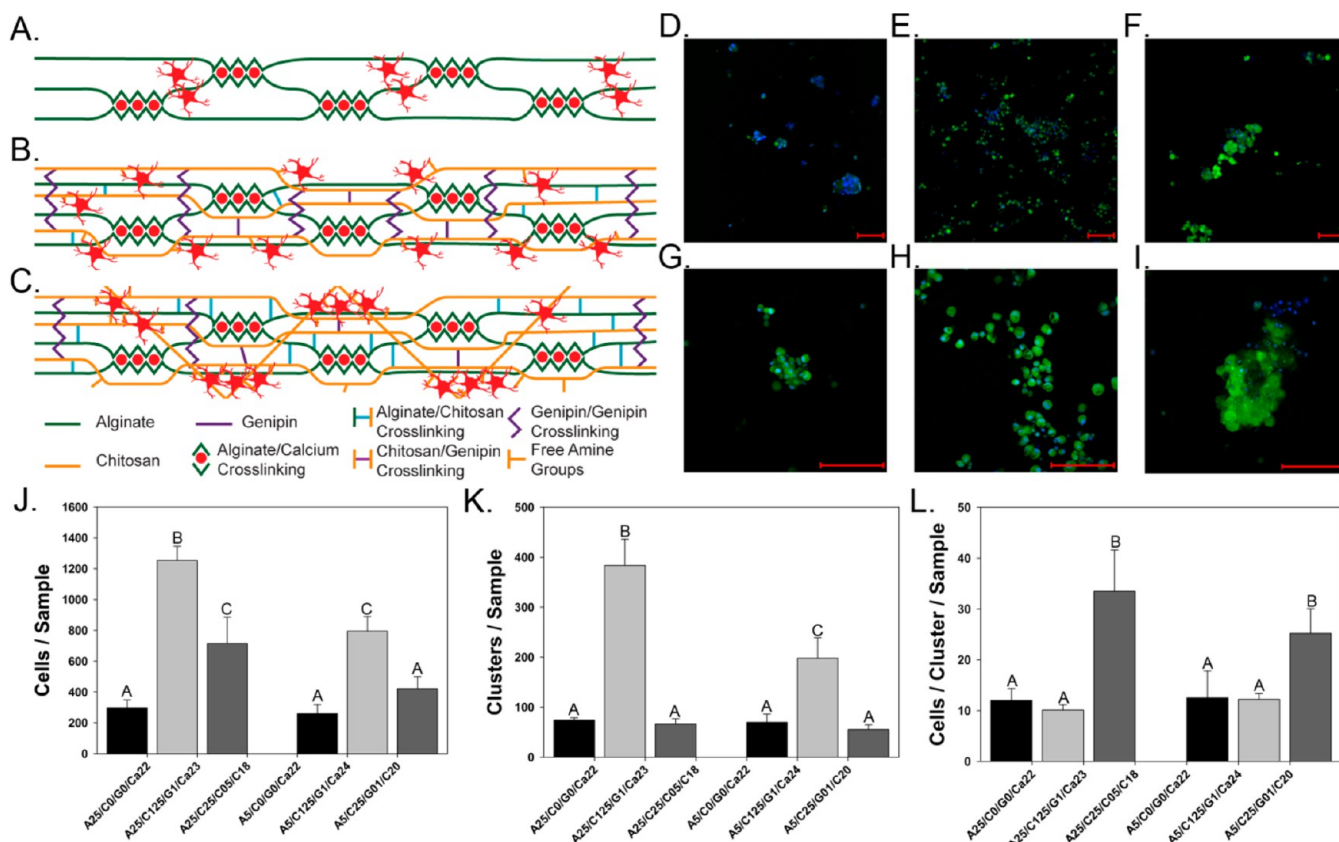 A.
B.
C.
D.
E.
F.
G.
H.
I.
Alginate
Genipin
Alginate/Chitosan
Crosslinking
Genipin/Genipin
Crosslinking
Chitosan
Alginate/Calcium
Crosslinking
Chitosan/Genipin
Crosslinking
Free Amine
Groups
J.
Cells / Sample
1600
1400
1200
1000
800
600
400
200
0
A
B
C
A
C
A
A25/C0/G0/Ca22
A25/C125/G1/Ca23
A25/C25/C05/C18
A5/C0/G0/Ca22
A5/C125/G1/Ca24
A5/C25/G01/C20
K.
Clusters / Sample
500
400
300
200
100
0
A
B
A
A
C
A
A25/C0/G0/Ca22
A25/C125/G1/Ca23
A25/C25/C05/C18
A5/C0/G0/Ca22
A5/C125/G1/Ca24
A5/C25/G01/C20
L.
Cells / Cluster / Sample
50
40
30
20
10
0
A
A
B
A
A
B
A25/C0/G0/Ca22
A25/C125/G1/Ca23
A25/C25/C05/C18
A5/C0/G0/Ca22
A5/C125/G1/Ca24
A5/C25/G01/C20